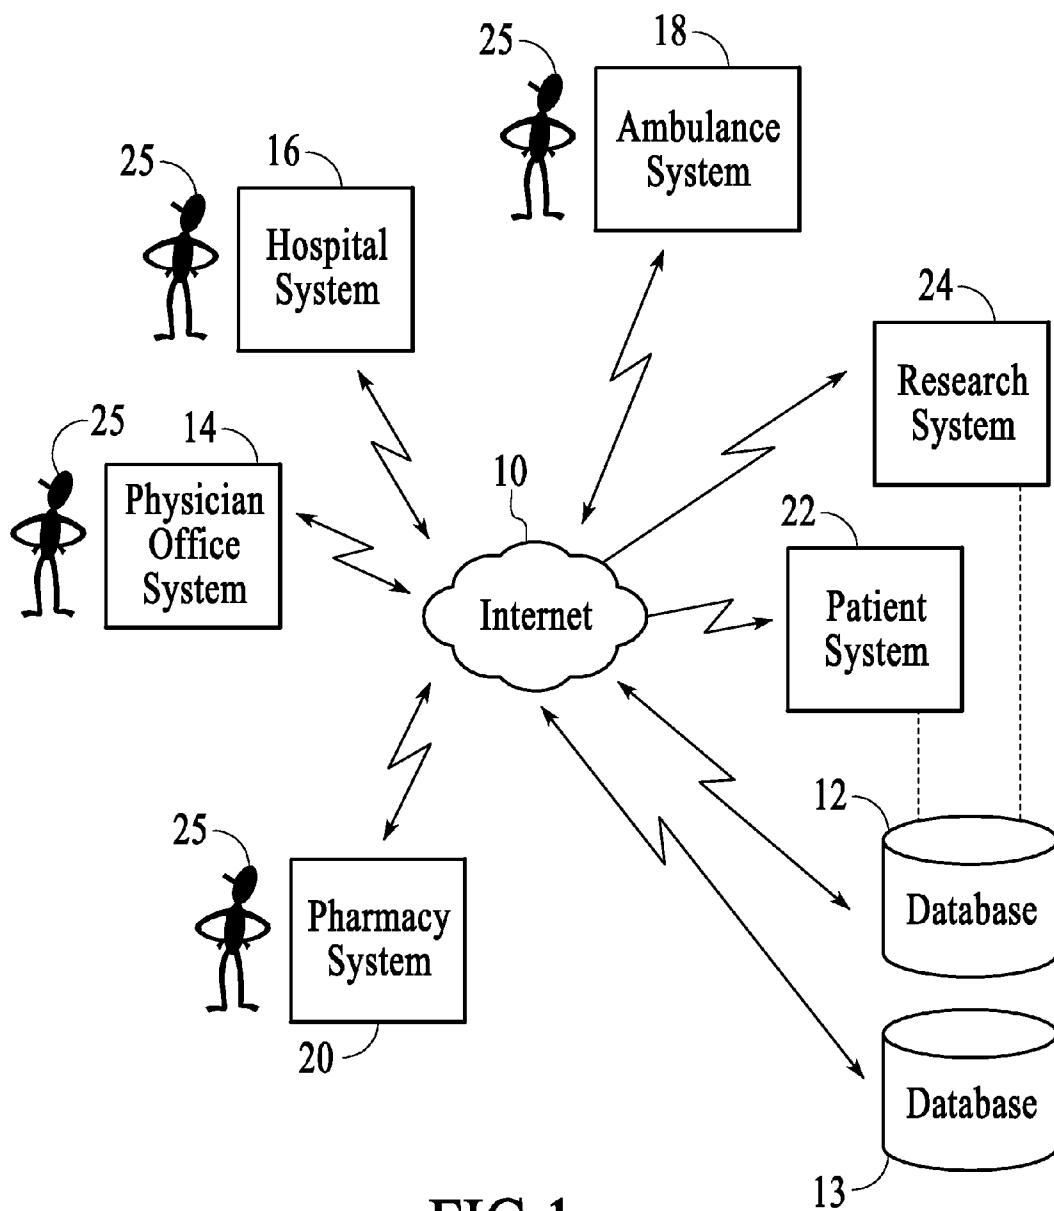 25
18
Ambulance
System
25
16
Hospital
System
24
Research
System
25
14
Physician
Office
System
10
Internet
22
Patient
System
12
Database
25
Pharmacy
System
20
Database
13
FIG 1